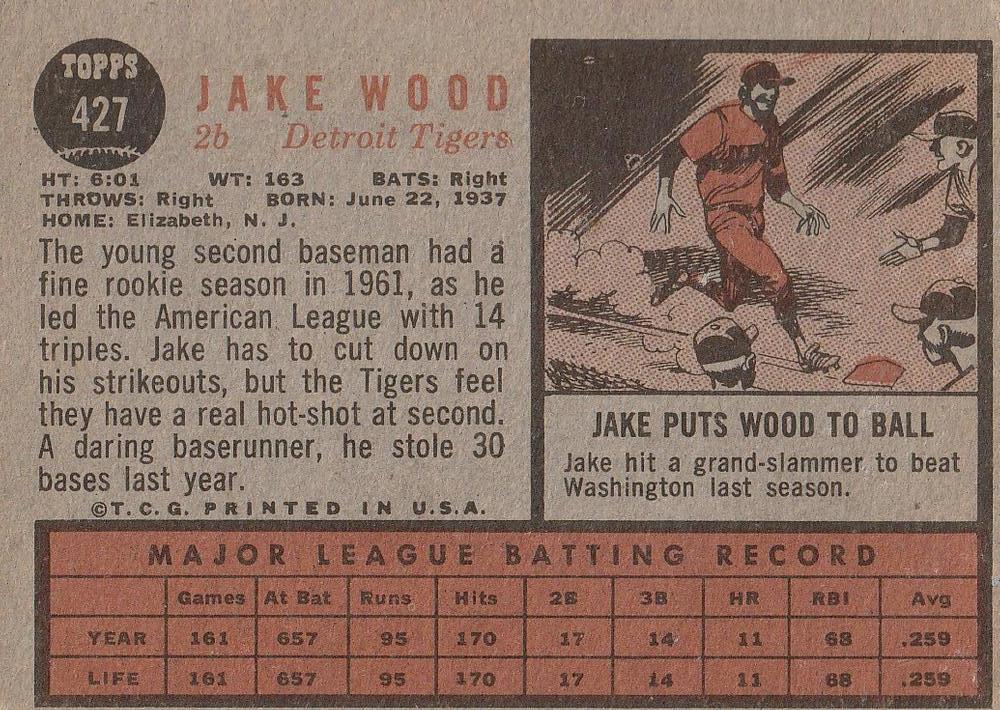 TOPPS
427
JAKE WOOD
2b Detroit Tigers
HT: 6:01 WT: 163 BATS: Right
THROWS: Right BORN: June 22, 1937
HOME: Elizabeth, N. J.
The young second baseman had a
fine rookie season in 1961, as he
led the American League with 14
triples. Jake has to cut down on
his strikeouts, but the Tigers feel
they have a real hot-shot at second.
A daring baserunner, he stole 30
bases last year.
©T.C.G. PRINTED IN U.S.A.
JAKE PUTS WOOD TO BALL
Jake hit a grand-slammer to beat
Washington last season.
MAJOR LEAGUE BATTING RECORD
Games At Bat Runs Hits 2B 3B HR RBI Avg
YEAR 161 657 95 170 17 14 11 68 .259
LIFE 161 657 95 170 17 14 11 68 .259